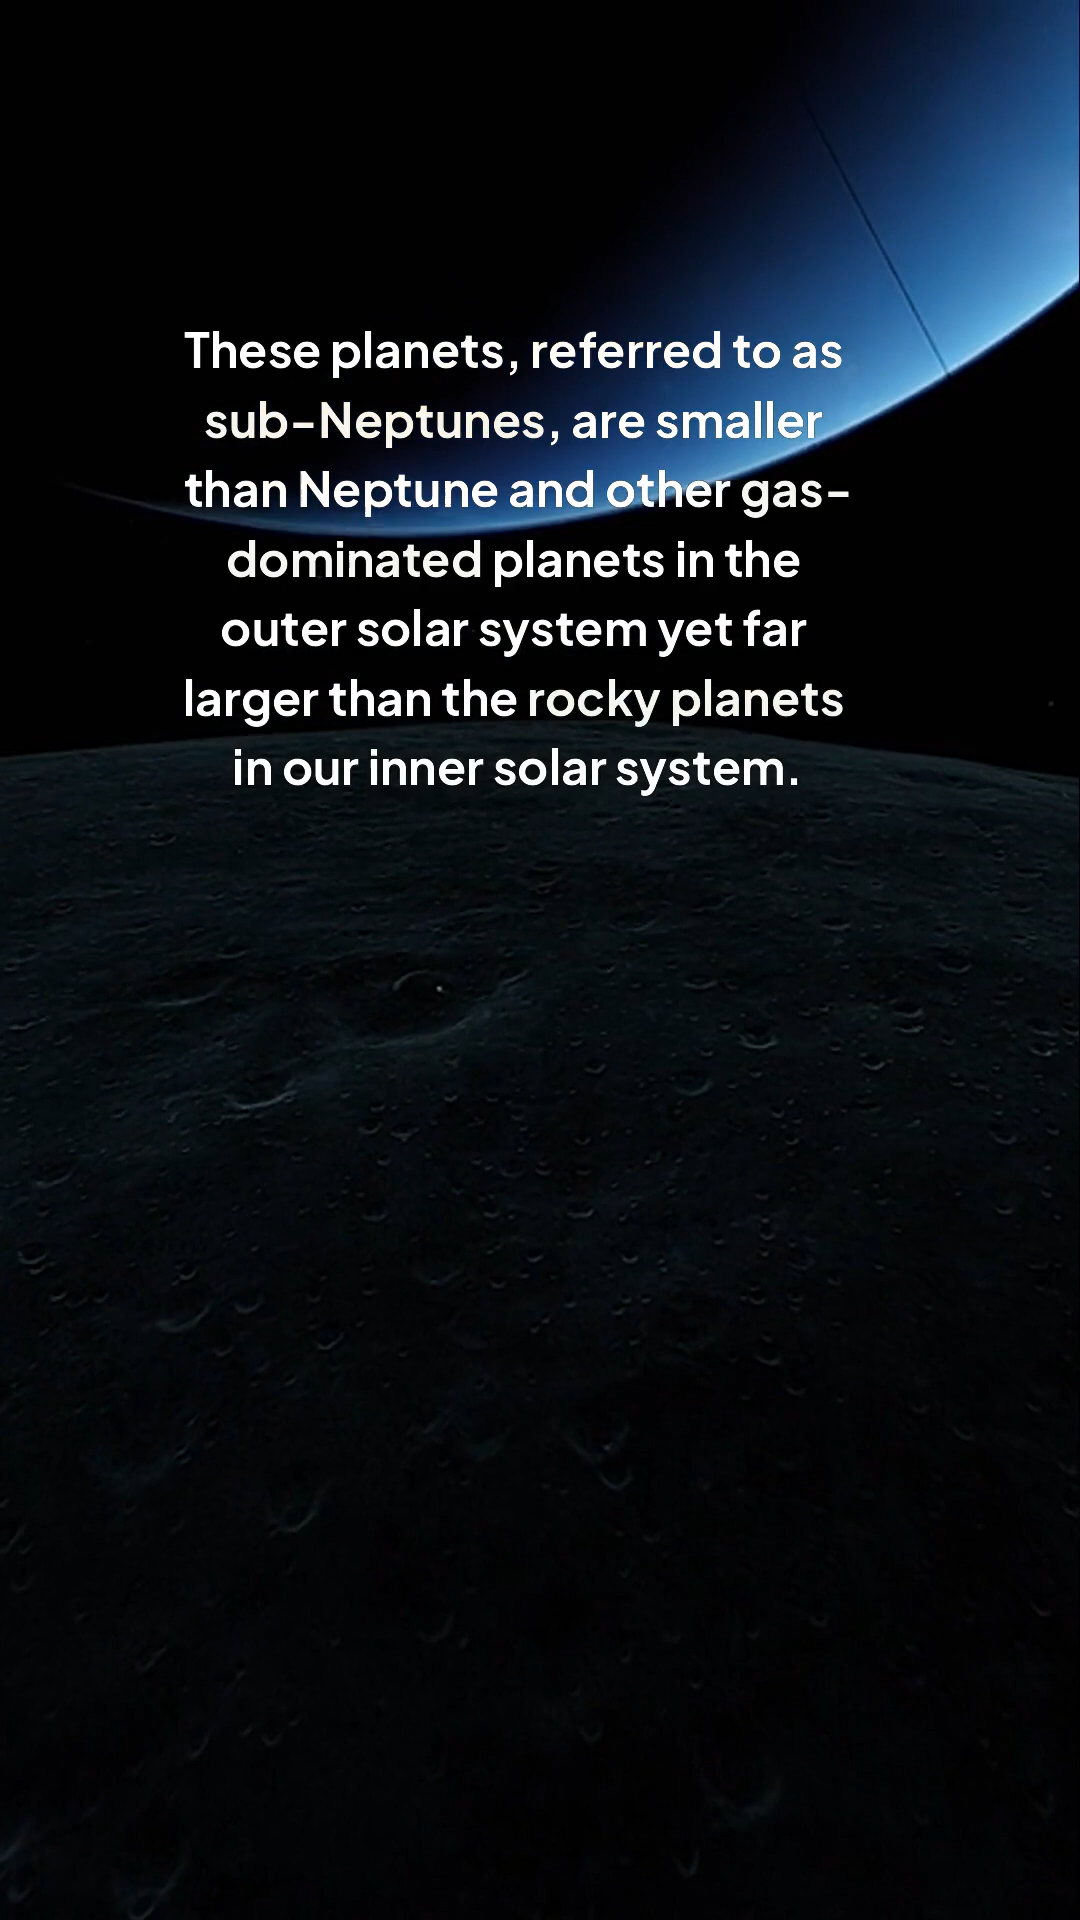 These planets, referred to as
sub-Neptunes, are smaller
than Neptune and other gas-
dominated planets in the
outer solar system yet far
larger than the rocky planets
in our inner solar system.